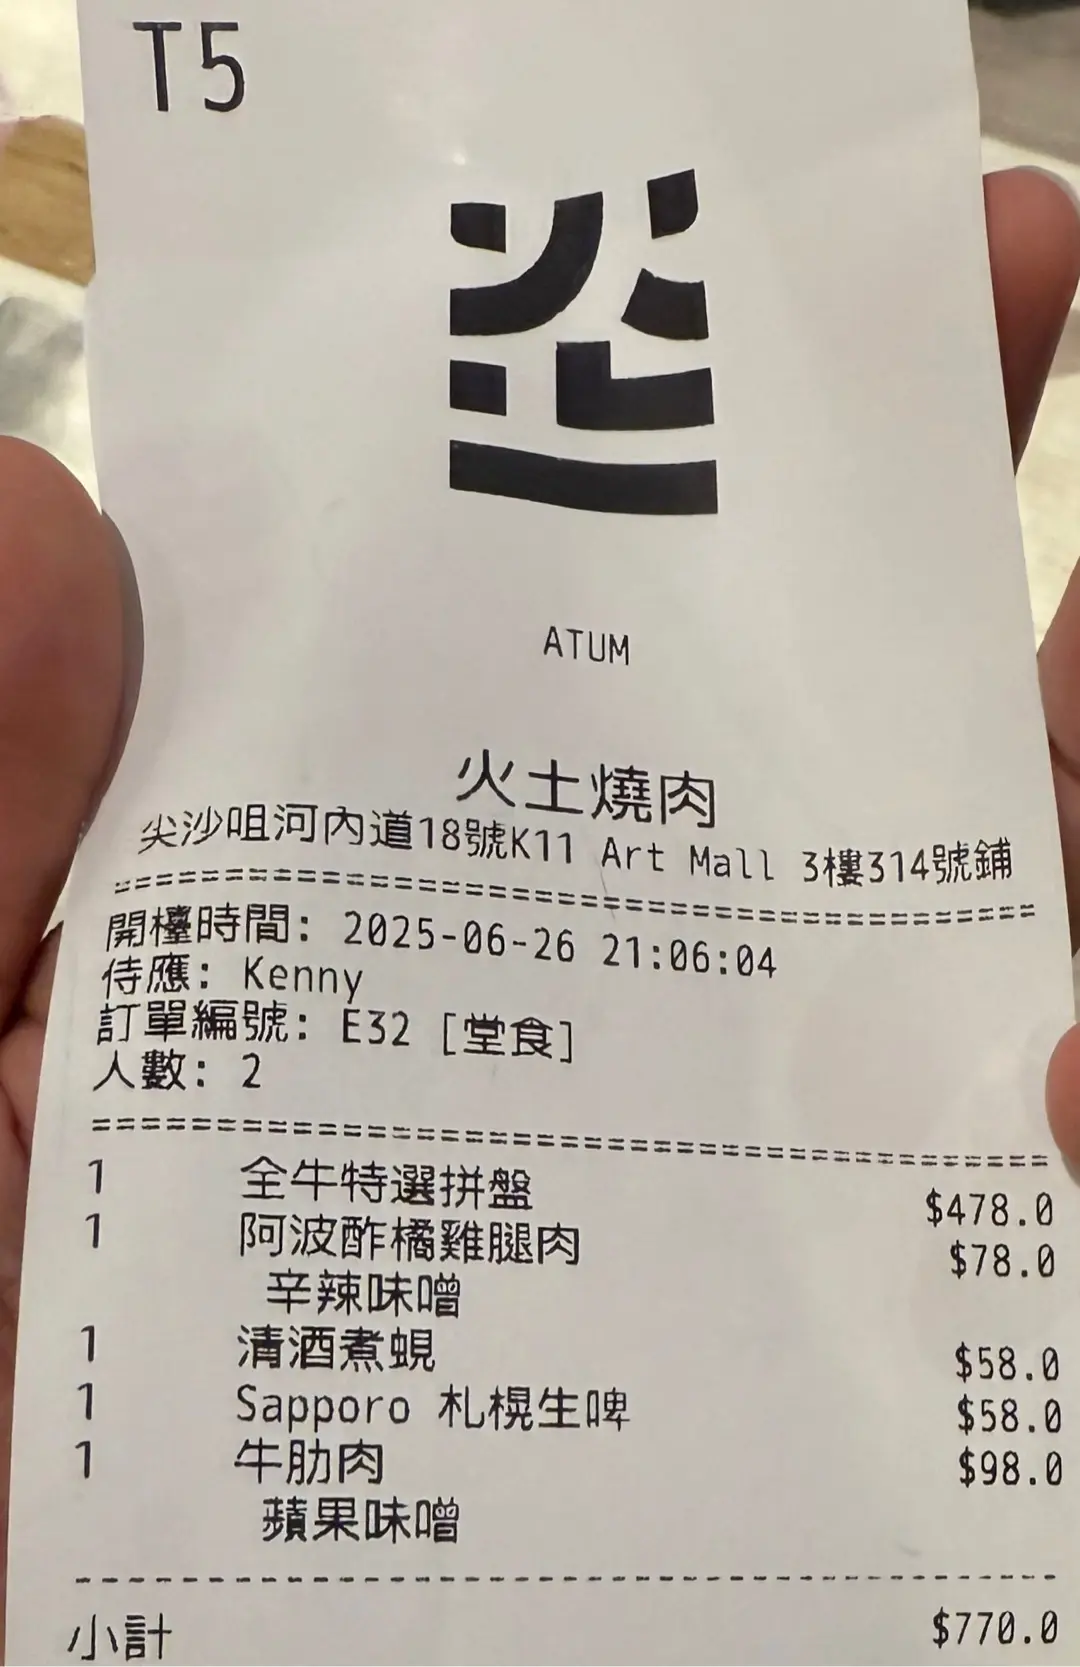 T5
ATUM
火土燒肉
尖沙咀河內道18號K11 Art Mall 3樓314號鋪
================================================
開檯時間: 2025-06-26 21:06:04
侍應: Kenny
訂單編號: E32 [堂食]
人數: 2
================================================
1 全牛特選拼盤 $478.0
1 阿波酢橘雞腿肉 $78.0
辛辣味噌
1 清酒煮蜆 $58.0
1 Sapporo 札幌生啤 $58.0
1 牛肋肉 $98.0
蘋果味噌
------------------------------------------------
小計 $770.0